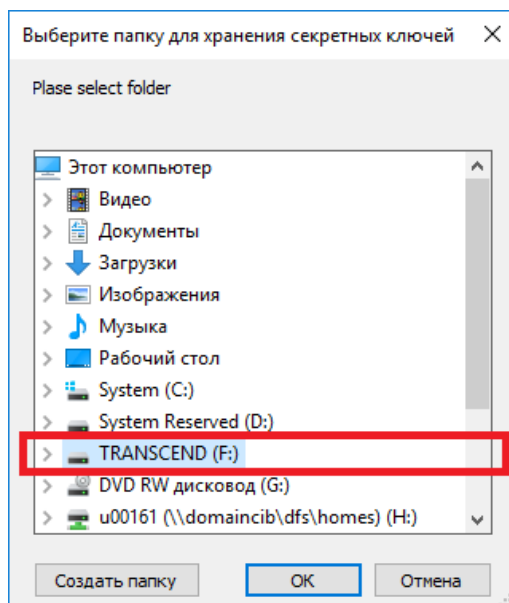 Выберите папку для хранения секретных ключей
Plase select folder
Этот компьютер
Видео
Документы
Загрузки
Изображения
Музыка
Рабочий стол
System (C:)
System Reserved (D:)
TRANSCEND (F:)
DVD RW дисковод (G:)
u00161 (\\domaincib\dfs\homes) (H:)
Создать папку
ОК
Отмена